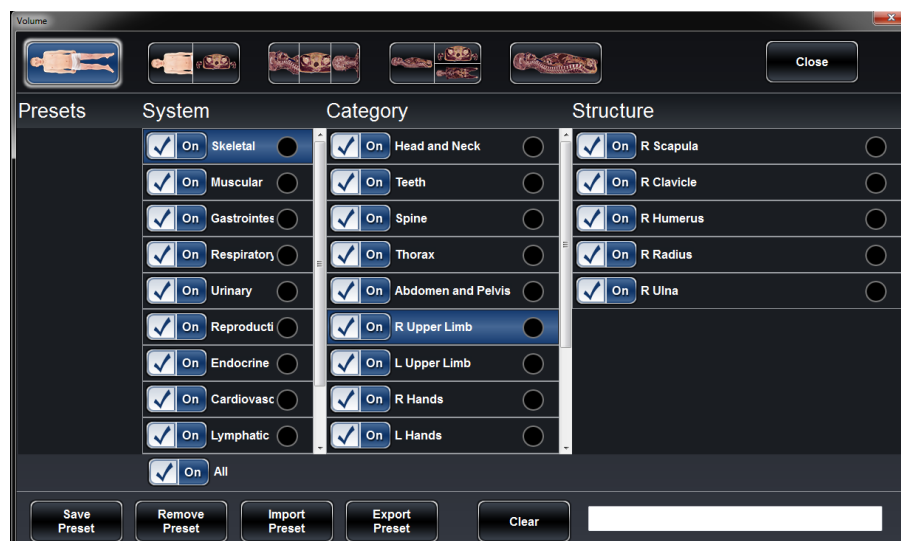 Volume
Close
Presets System Category Structure
On Skeletal On Head and Neck On R Scapula
On Muscular On Teeth On R Clavicle
On Gastrointes On Spine On R Humerus
On Respiratory On Thorax On R Radius
On Urinary On Abdomen and Pelvis On R Ulna
On Reproducti On R Upper Limb
On Endocrine On L Upper Limb
On Cardiovasc On R Hands
On Lymphatic On L Hands
On All
Save Preset Remove Preset Import Preset Export Preset Clear